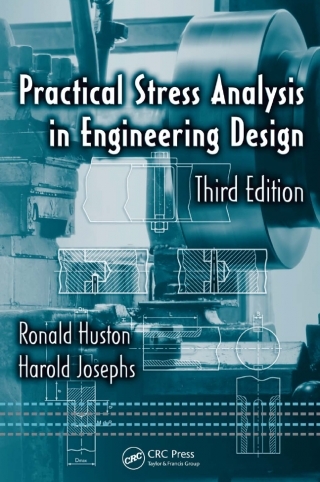 Practical Stress Analysis
in Engineering Design
Third Edition
Ronald Huston
Harold Josephs
CRC Press
Taylor & Francis Group